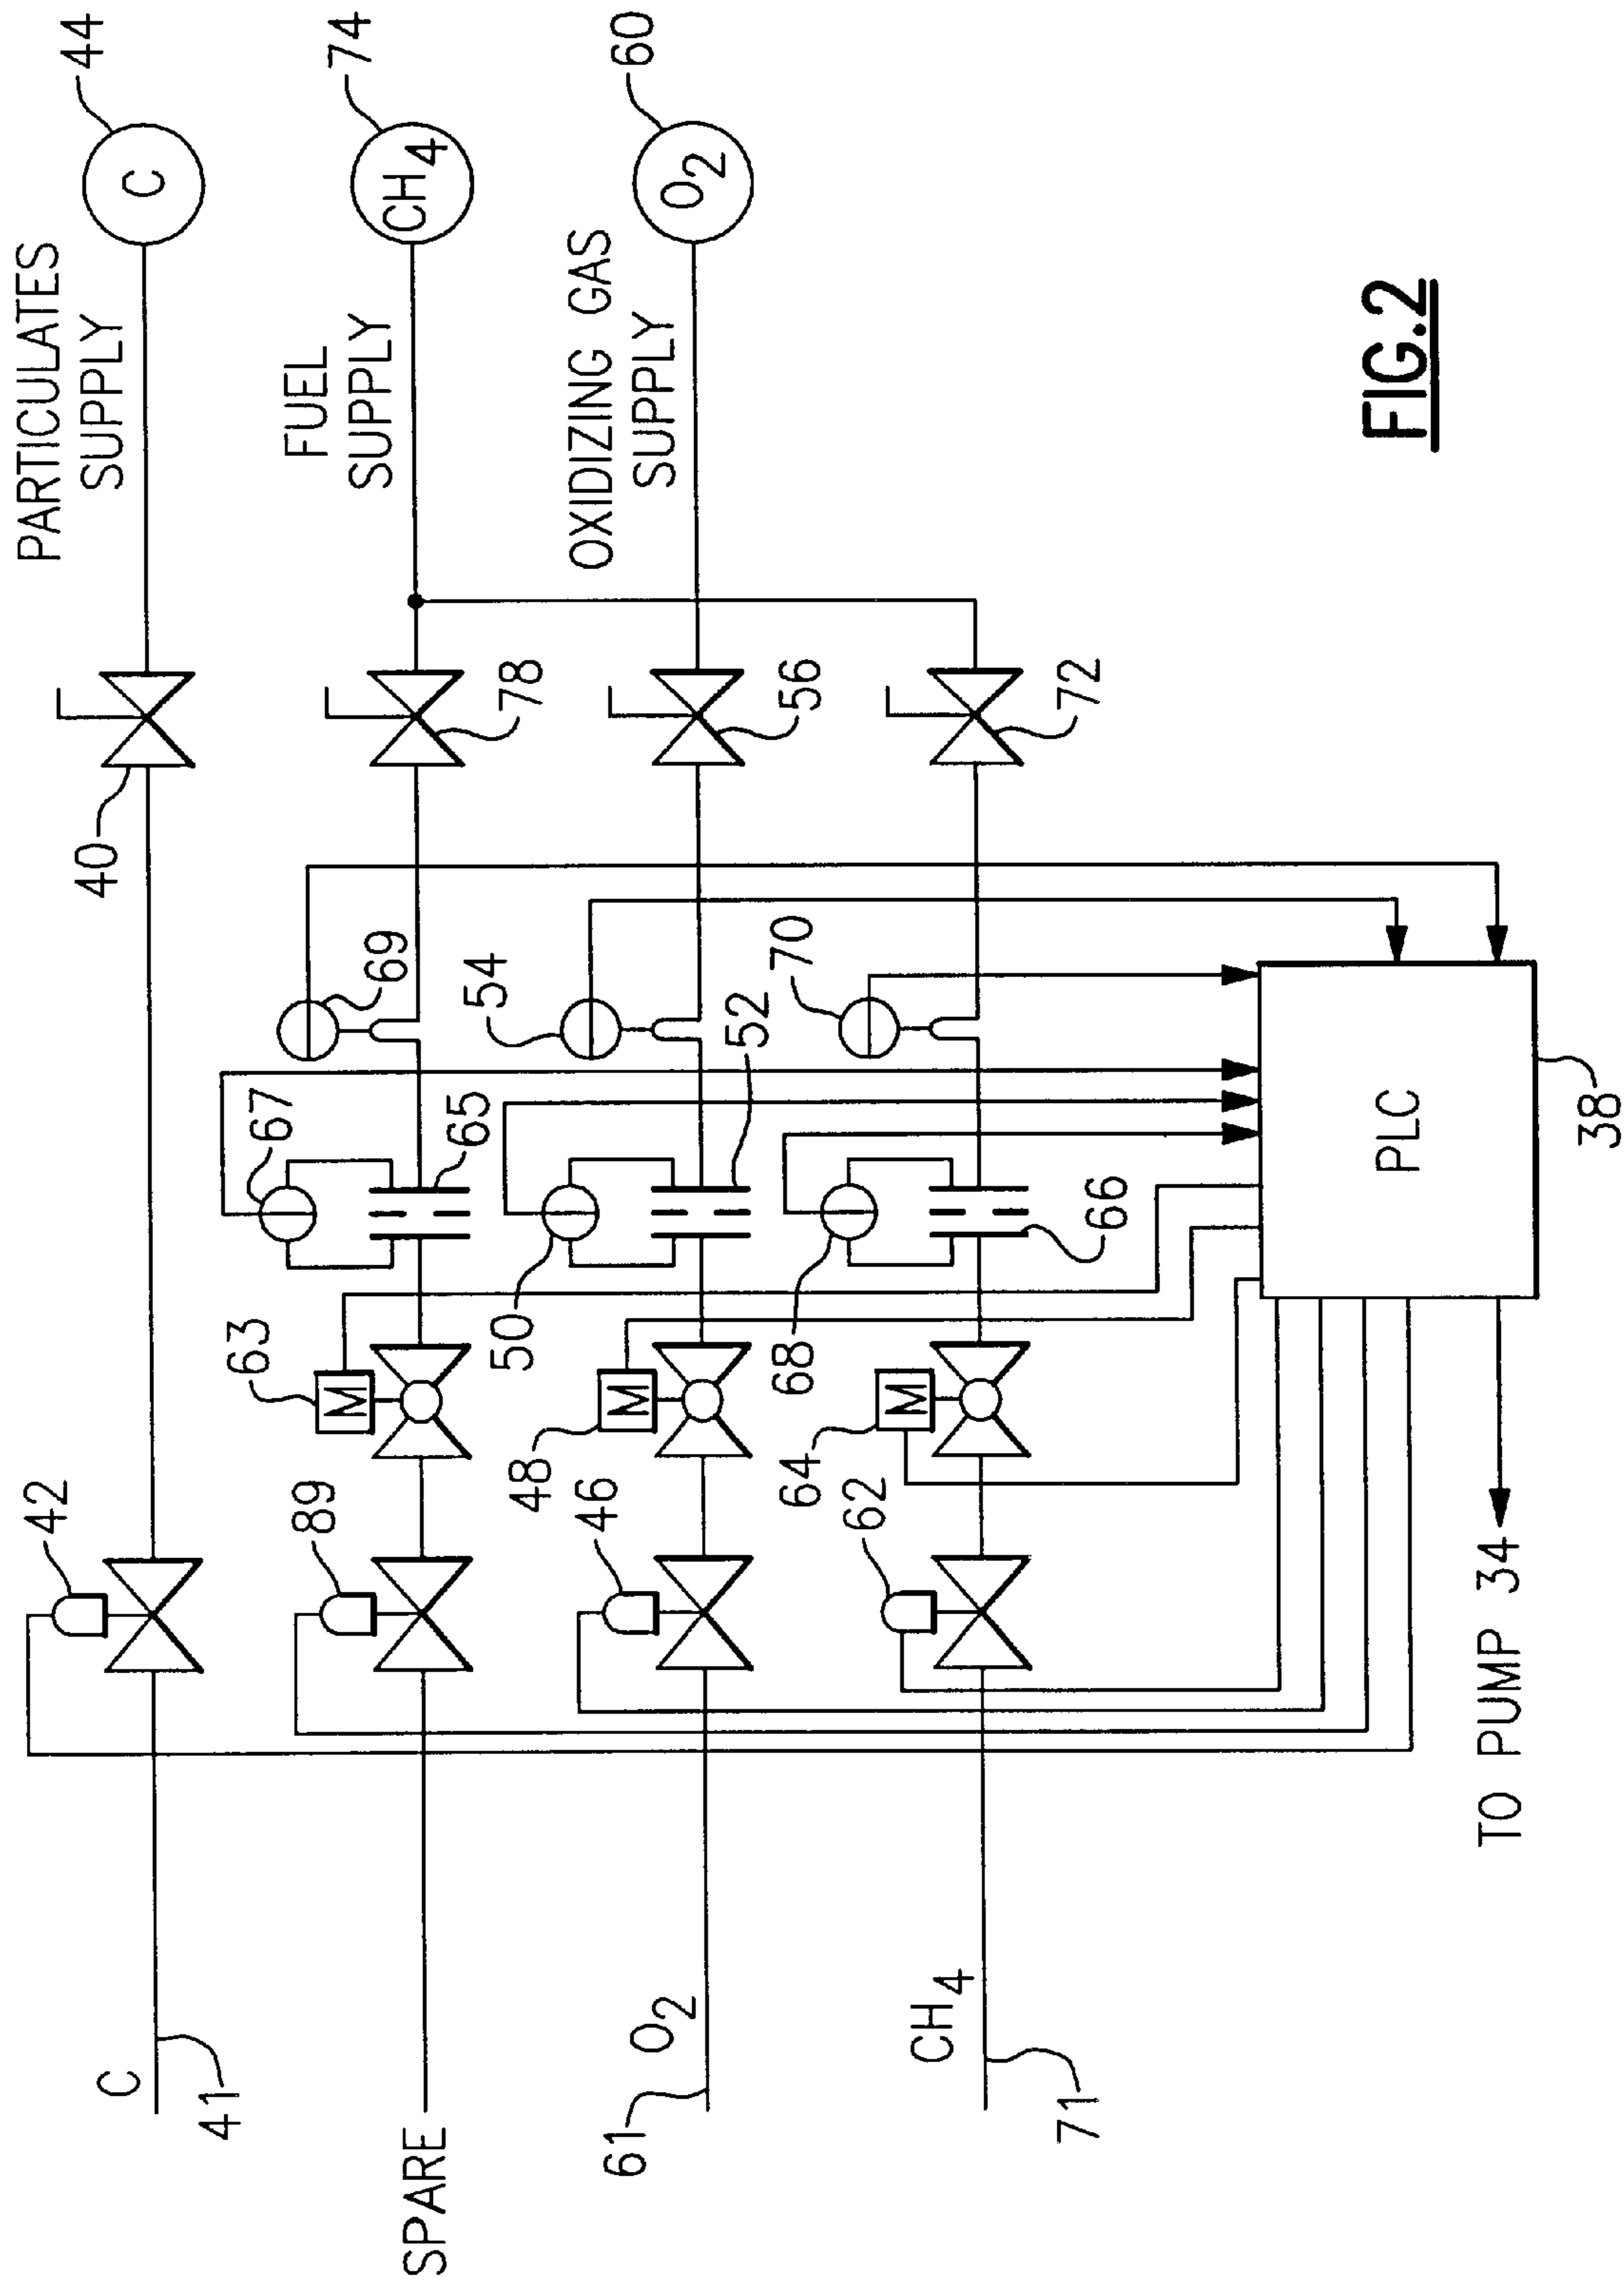 PARTICULATES
SUPPLY
C
44
FUEL
SUPPLY
CH4
74
OXIDIZING GAS
SUPPLY
O2
60
40
78
56
72
69
54
70
67
65
50
52
68
66
63
48
64
42
89
46
62
C
41
SPARE
61
O2
CH4
71
PLC
38
TO PUMP 34
FIG.2